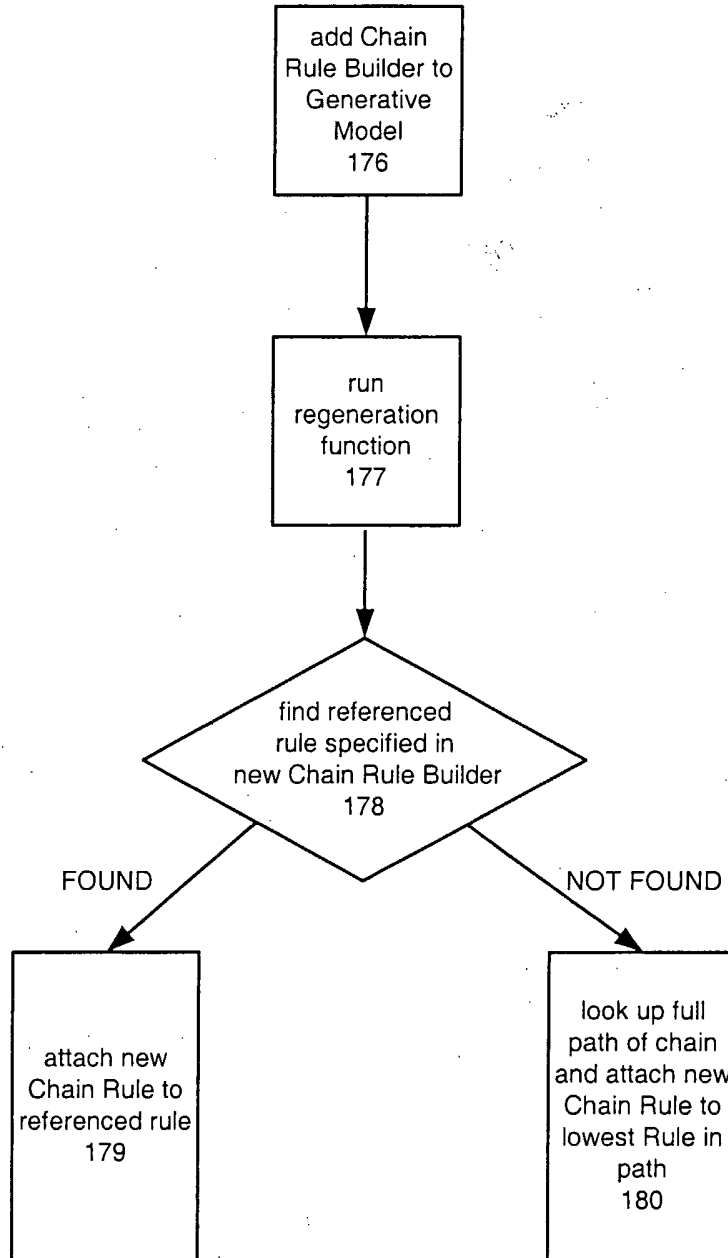 add Chain
Rule Builder to
Generative
Model
176
run
regeneration
function
177
find referenced
rule specified in
new Chain Rule Builder
178
FOUND
NOT FOUND
attach new
Chain Rule to
referenced rule
179
look up full
path of chain
and attach new
Chain Rule to
lowest Rule in
path
180